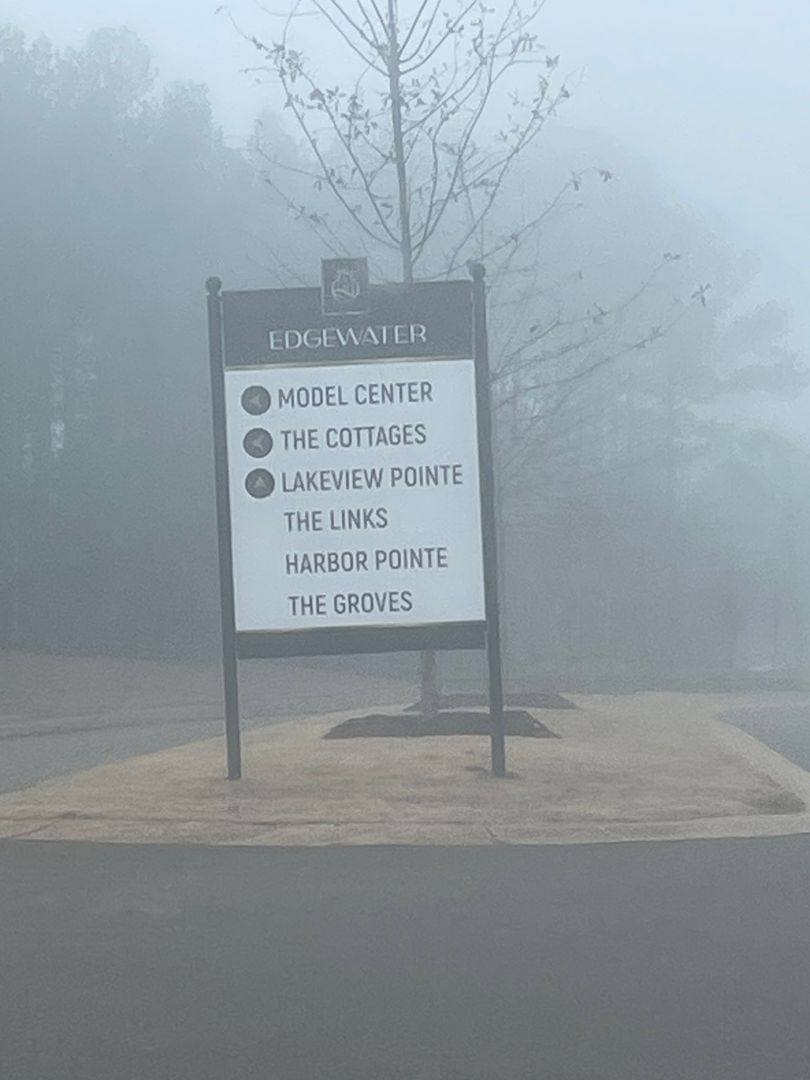 EDGEWATER
MODEL CENTER
THE COTTAGES
LAKEVIEW POINTE
THE LINKS
HARBOR POINTE
THE GROVES